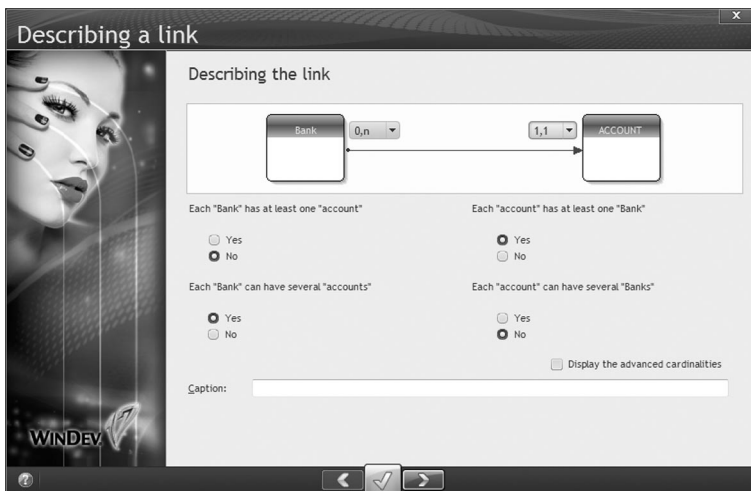 x
Describing a link
Describing the link
Bank 0,n 1,1 ACCOUNT
Each "Bank" has at least one "account" Each "account" has at least one "Bank"
Yes Yes
No No
Each "Bank" can have several "accounts" Each "account" can have several "Banks"
Yes Yes
No No
Display the advanced cardinalities
Caption:
WINDEV 17
?